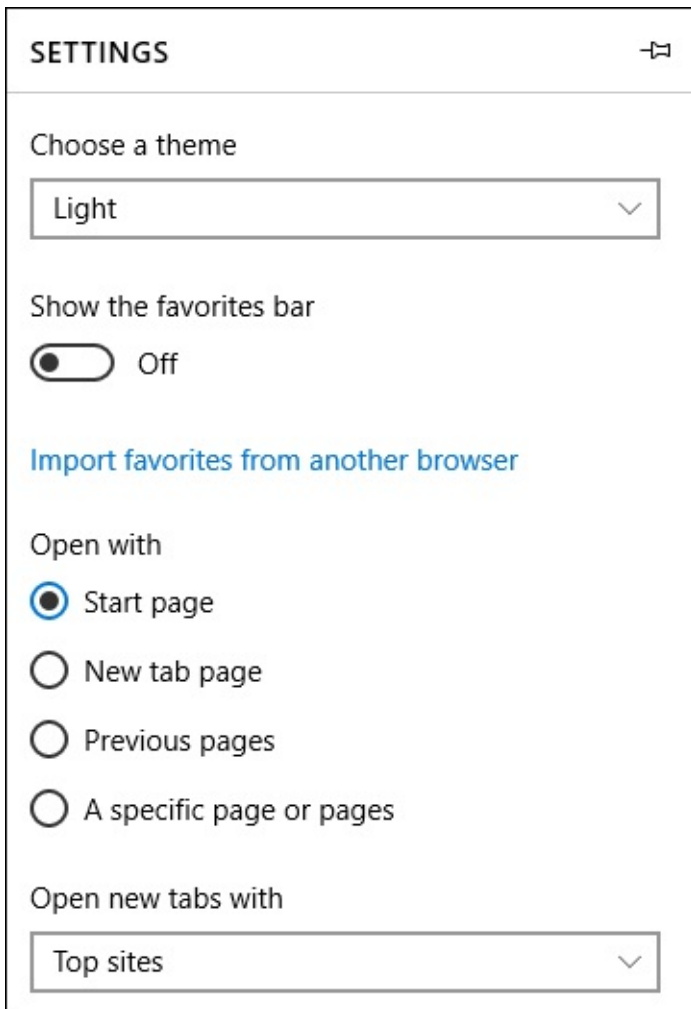 SETTINGS
Choose a theme
Light
Show the favorites bar
Off
Import favorites from another browser
Open with
Start page
New tab page
Previous pages
A specific page or pages
Open new tabs with
Top sites